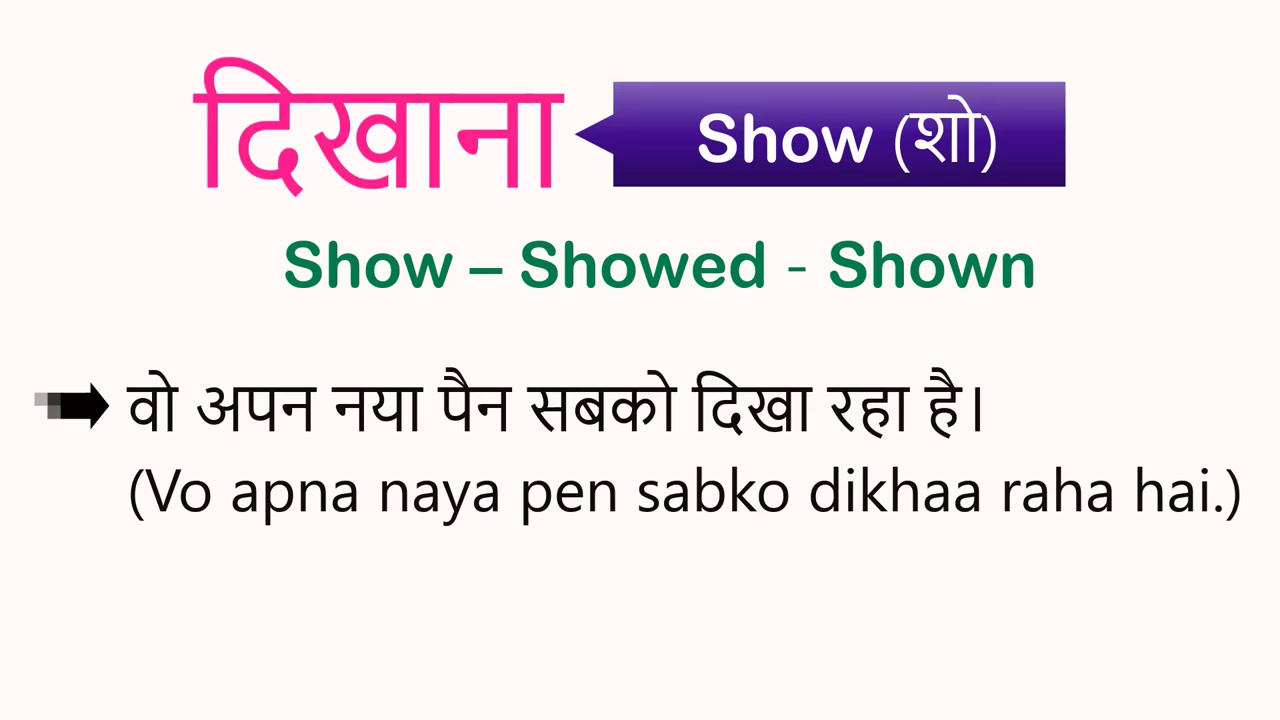 दिखाना
Show (शो)
Show – Showed - Shown
वो अपन नया पैन सबको दिखा रहा है।
(Vo apna naya pen sabko dikhaa raha hai.)